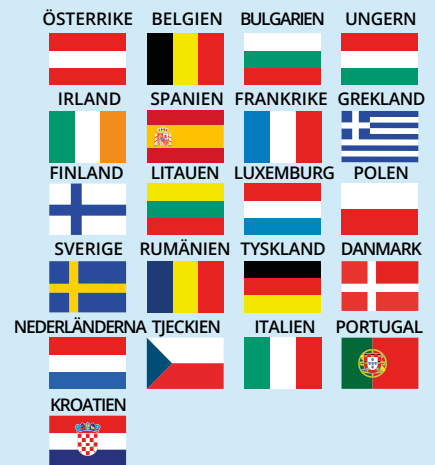 ÖSTERRIKE BELGIEN BULGARIEN UNGERN
IRLAND SPANIEN FRANKRIKE GREKLAND
FINLAND LITAUEN LUXEMBURG POLEN
SVERIGE RUMÄNIEN TYSKLAND DANMARK
NEDERLÄNDERNA TJECKIEN ITALIEN PORTUGAL
KROATIEN